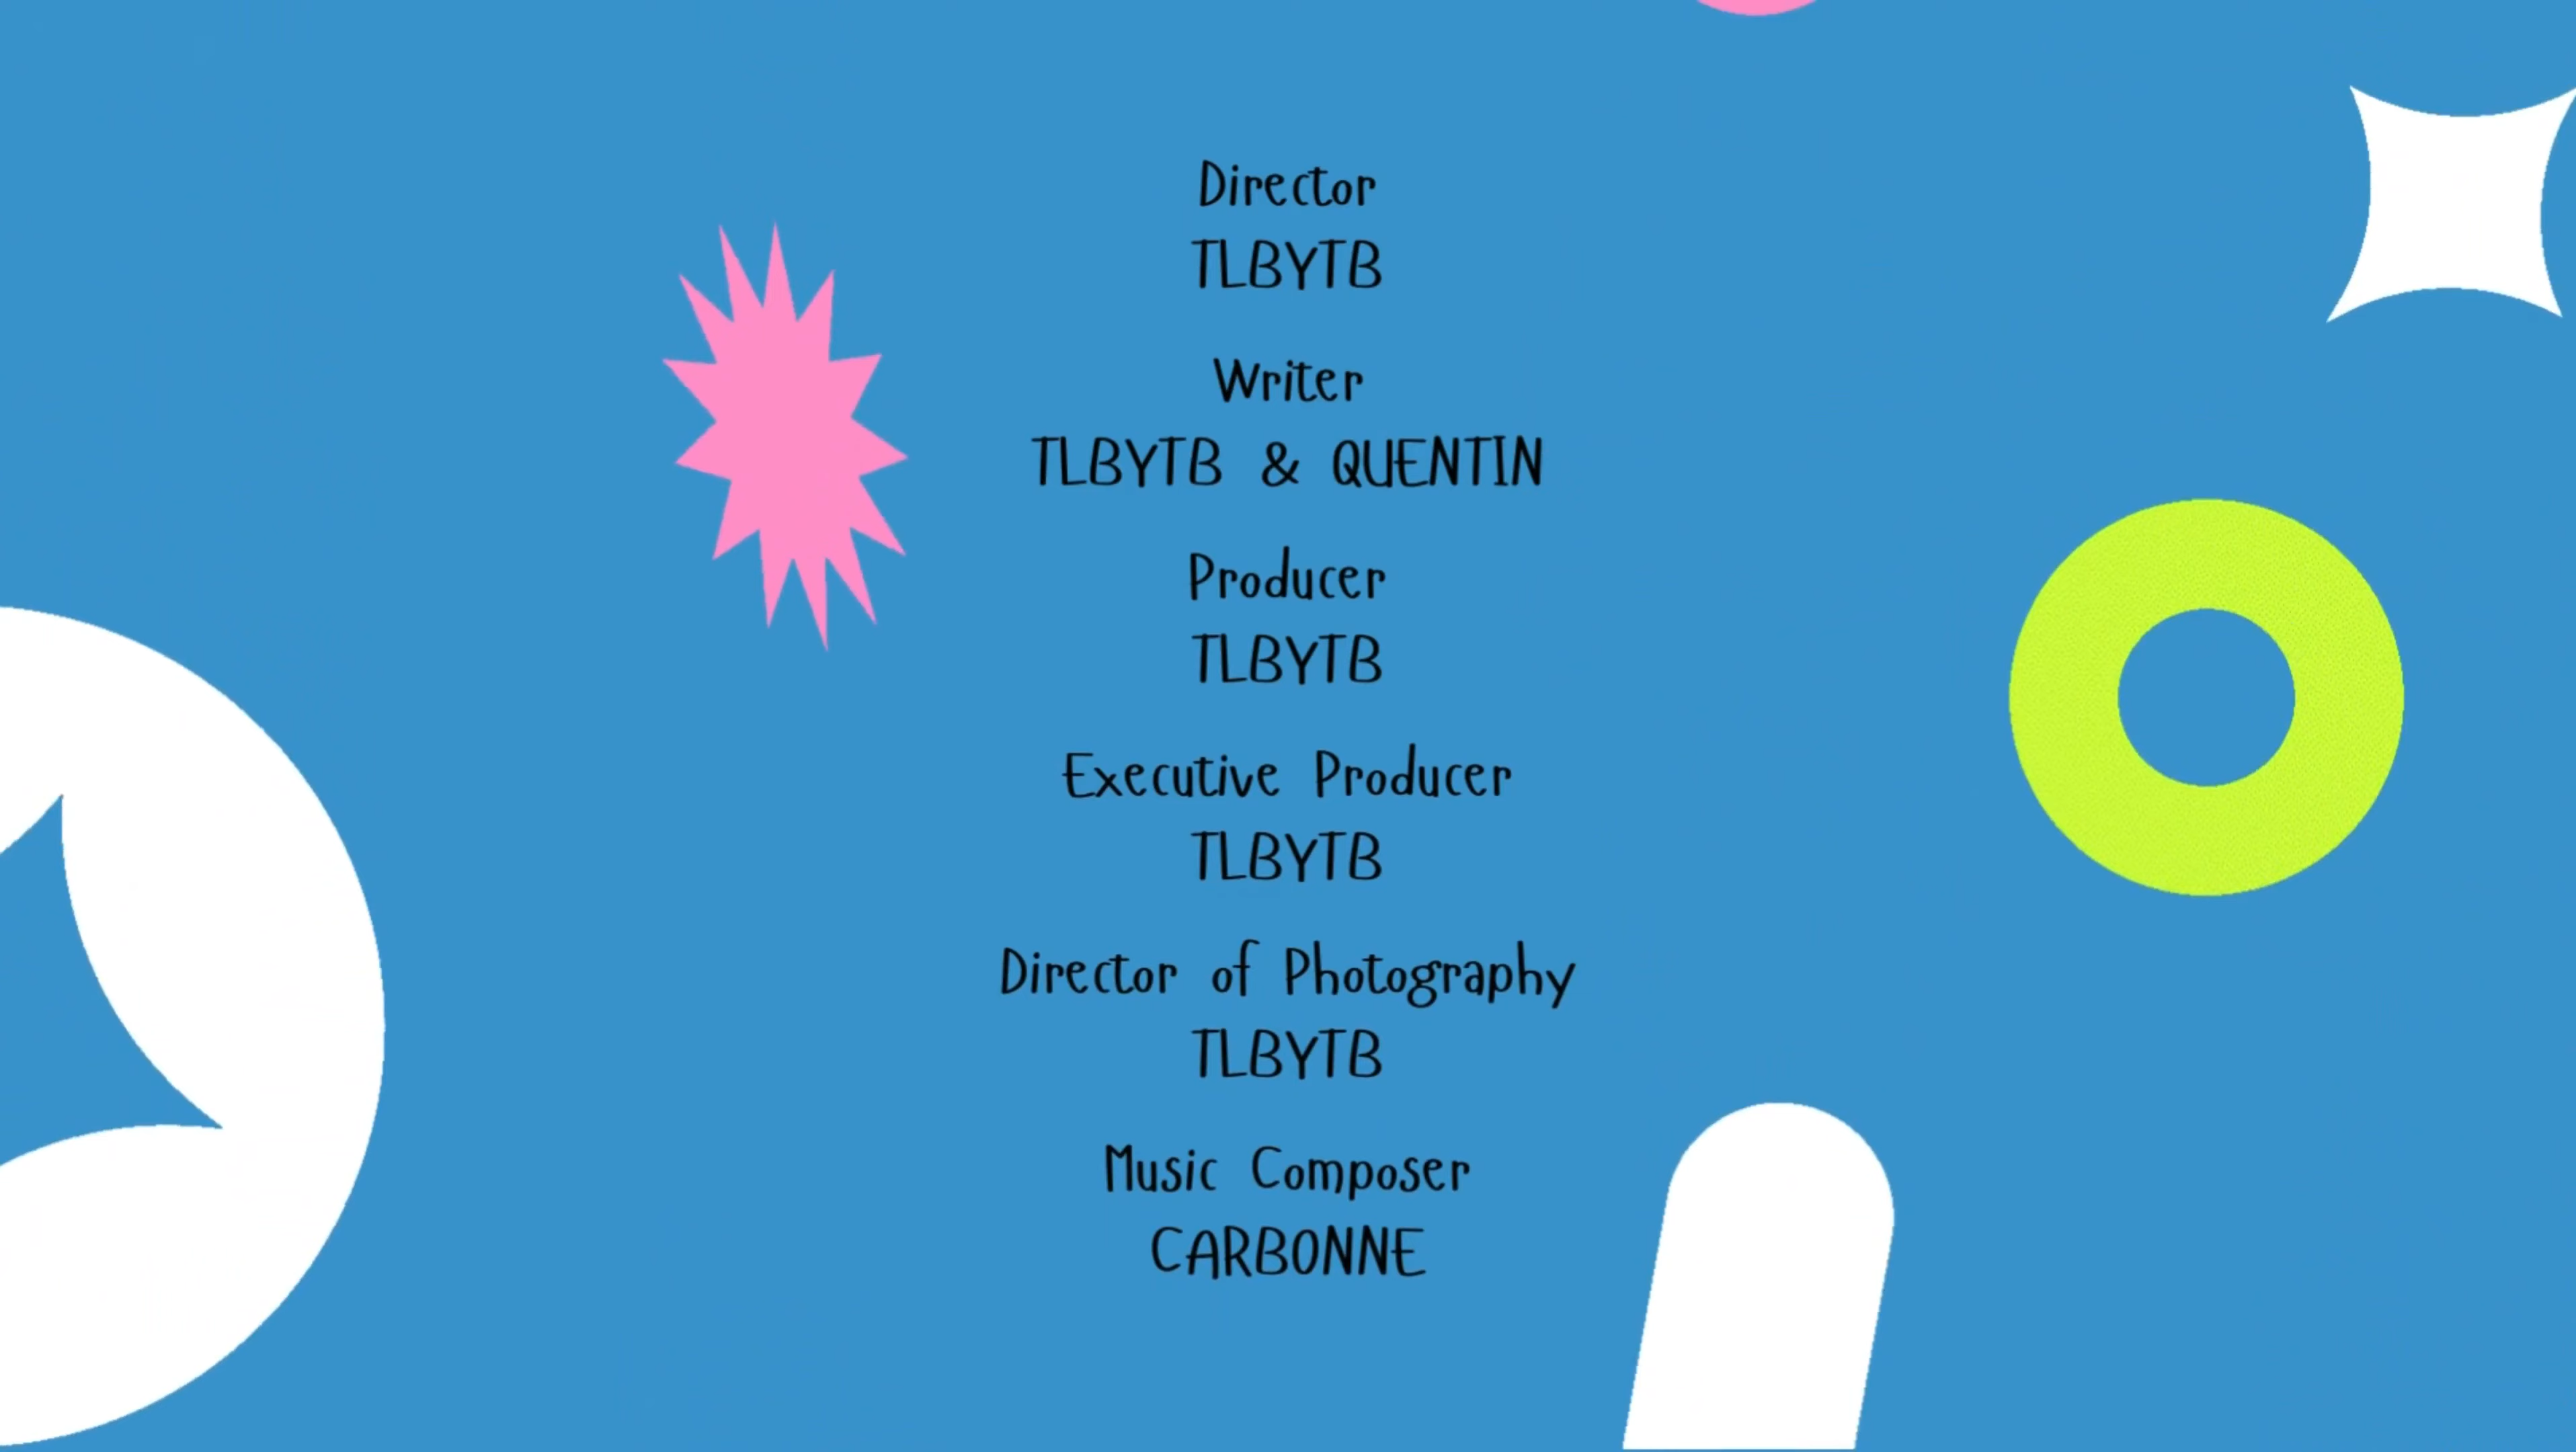 Director
TLBYTB
Writer
TLBYTB & QUENTIN
Producer
TLBYTB
Executive Producer
TLBYTB
Director of Photography
TLBYTB
Music Composer
CARBONNE